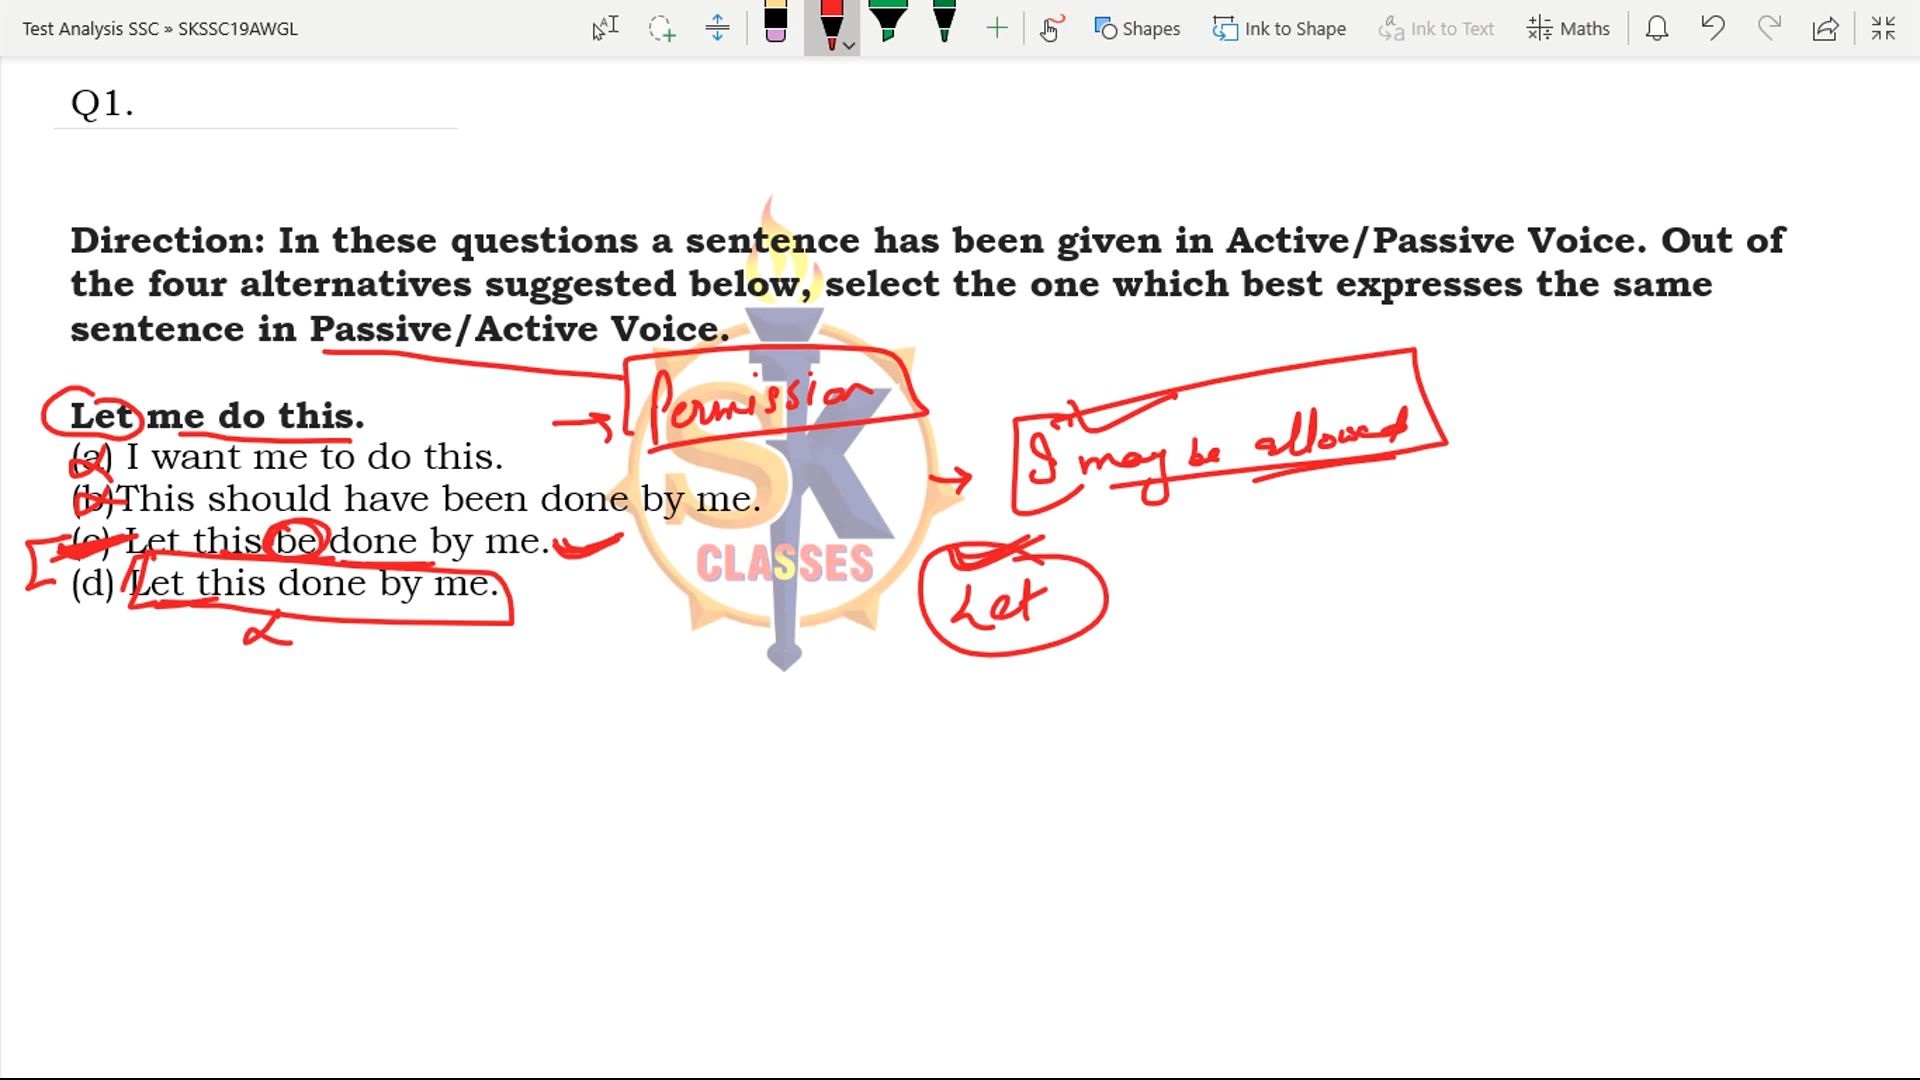 Test Analysis SSC » SKSSC19AWGL
Shapes
Ink to Shape
Ink to Text
Maths
Q1.
Direction: In these questions a sentence has been given in Active/Passive Voice. Out of
the four alternatives suggested below, select the one which best expresses the same
sentence in Passive/Active Voice.
Permission
Let me do this.
I may be allowed
(a) I want me to do this.
(b) This should have been done by me.
(c) Let this be done by me.
(d) Let this done by me.
Let
SK
CLASSES